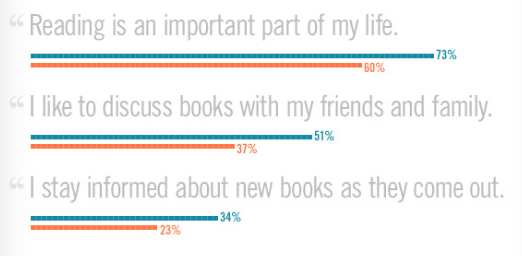 “ Reading is an important part of my life.
73%
60%
“ I like to discuss books with my friends and family.
51%
37%
“ I stay informed about new books as they come out.
34%
23%